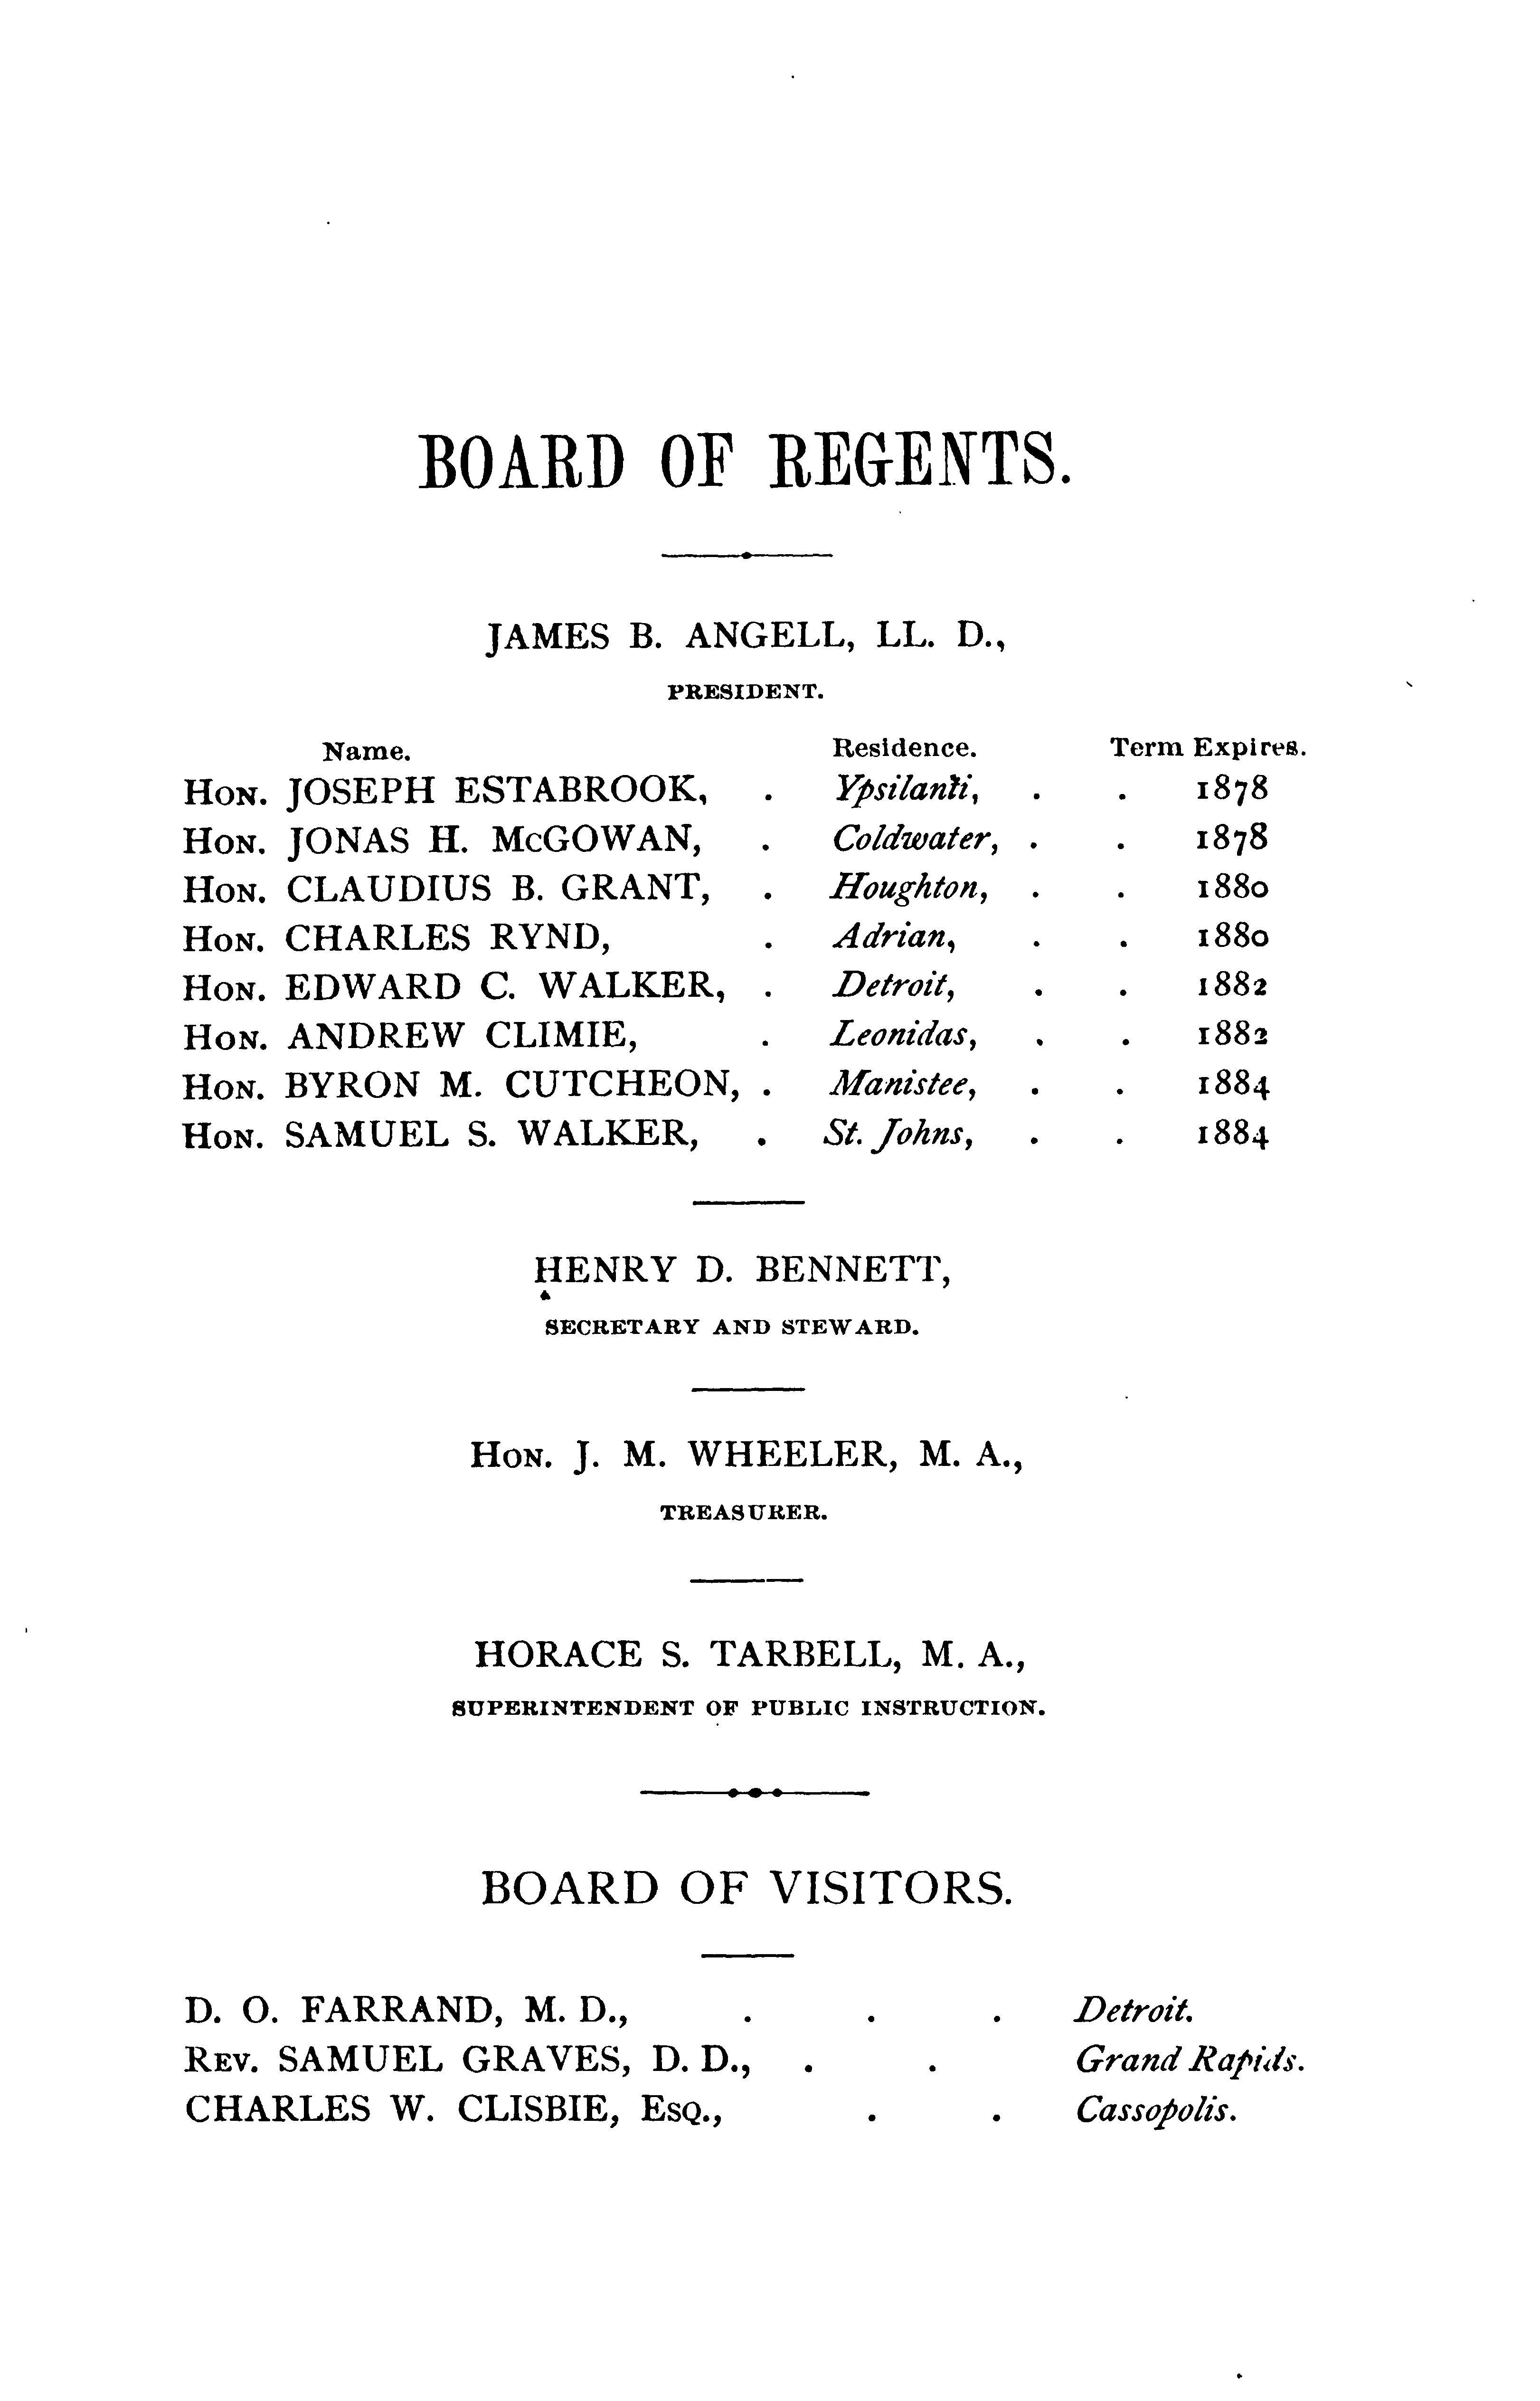 BOARD OF REGENTS.
JAMES B. ANGELL, LL. D.,
PRESIDENT.
Name. Residence. Term Expires.
HON. JOSEPH ESTABROOK, . Ypsilanti, . . 1878
HON. JONAS H. McGOWAN, . Coldwater, . . 1878
HON. CLAUDIUS B. GRANT, . Houghton, . . 1880
HON. CHARLES RYND, . Adrian, . . 1880
HON. EDWARD C. WALKER, . Detroit, . . 1882
HON. ANDREW CLIMIE, . Leonidas, . . 1882
HON. BYRON M. CUTCHEON, . Manistee, . . 1884
HON. SAMUEL S. WALKER, . St. Johns, . . 1884
HENRY D. BENNETT,
SECRETARY AND STEWARD.
HON. J. M. WHEELER, M. A.,
TREASURER.
HORACE S. TARBELL, M. A.,
SUPERINTENDENT OF PUBLIC INSTRUCTION.
BOARD OF VISITORS.
D. O. FARRAND, M. D., . . . Detroit.
REV. SAMUEL GRAVES, D. D., . . Grand Rapids.
CHARLES W. CLISBIE, ESQ., . . Cassopolis.